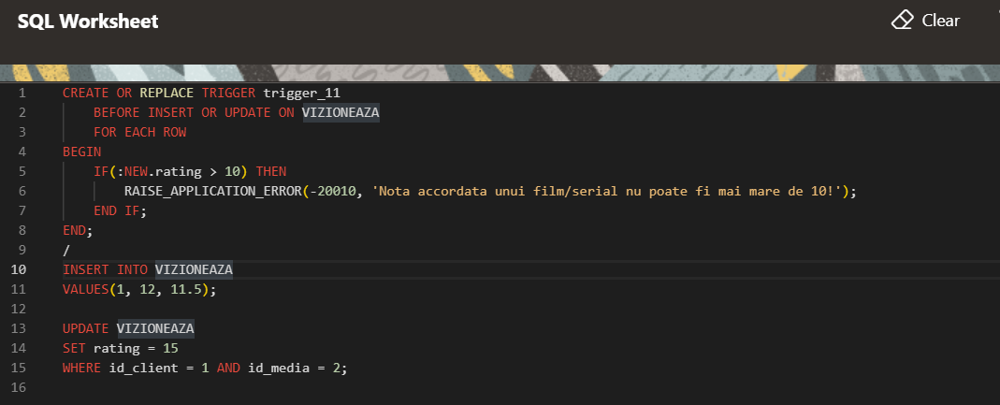 SQL Worksheet
Clear
1 CREATE OR REPLACE TRIGGER trigger_11
2 BEFORE INSERT OR UPDATE ON VIZIONEAZA
3 FOR EACH ROW
4 BEGIN
5 IF(:NEW.rating > 10) THEN
6 RAISE_APPLICATION_ERROR(-20010, 'Nota accordata unui film/serial nu poate fi mai mare de 10!');
7 END IF;
8 END;
9 /
10 INSERT INTO VIZIONEAZA
11 VALUES(1, 12, 11.5);
12
13 UPDATE VIZIONEAZA
14 SET rating = 15
15 WHERE id_client = 1 AND id_media = 2;
16